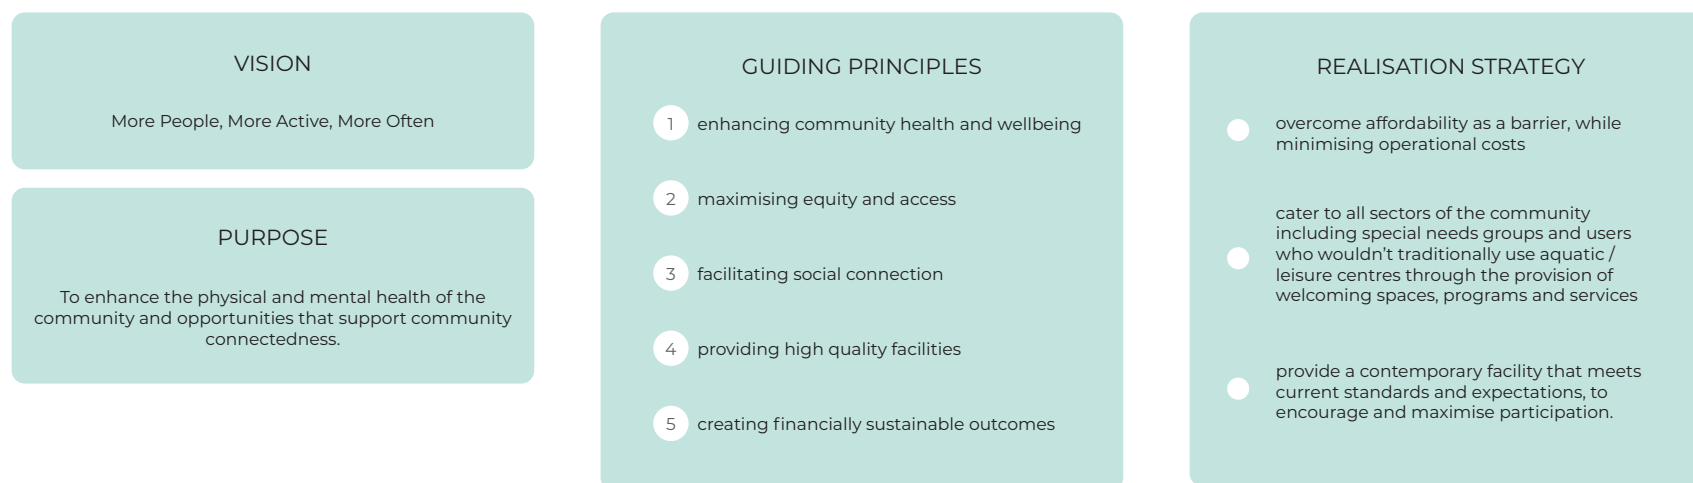 VISION
More People, More Active, More Often
PURPOSE
To enhance the physical and mental health of the
community and opportunities that support community
connectedness.
GUIDING PRINCIPLES
1 enhancing community health and wellbeing
2 maximising equity and access
3 facilitating social connection
4 providing high quality facilities
5 creating financially sustainable outcomes
REALISATION STRATEGY
overcome affordability as a barrier, while
minimising operational costs
cater to all sectors of the community
including special needs groups and users
who wouldn’t traditionally use aquatic /
leisure centres through the provision of
welcoming spaces, programs and services
provide a contemporary facility that meets
current standards and expectations, to
encourage and maximise participation.